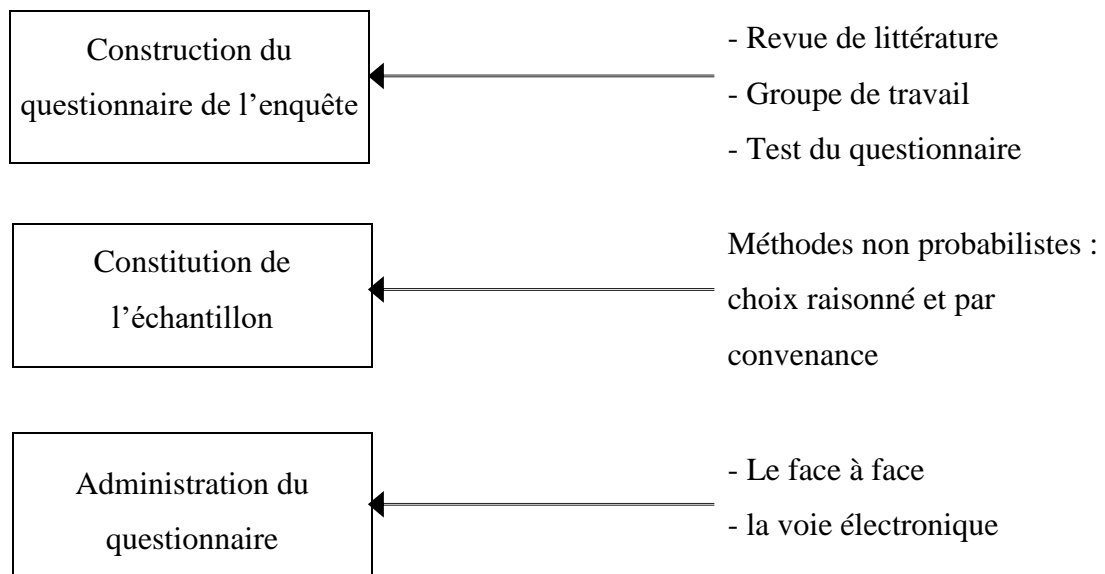 Construction du
questionnaire de l’enquête
- Revue de littérature
- Groupe de travail
- Test du questionnaire
Constitution de
l’échantillon
Méthodes non probabilistes :
choix raisonné et par
convenance
Administration du
questionnaire
- Le face à face
- la voie électronique